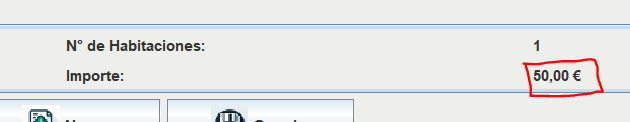 N° de Habitaciones: 1
Importe: 50,00 €